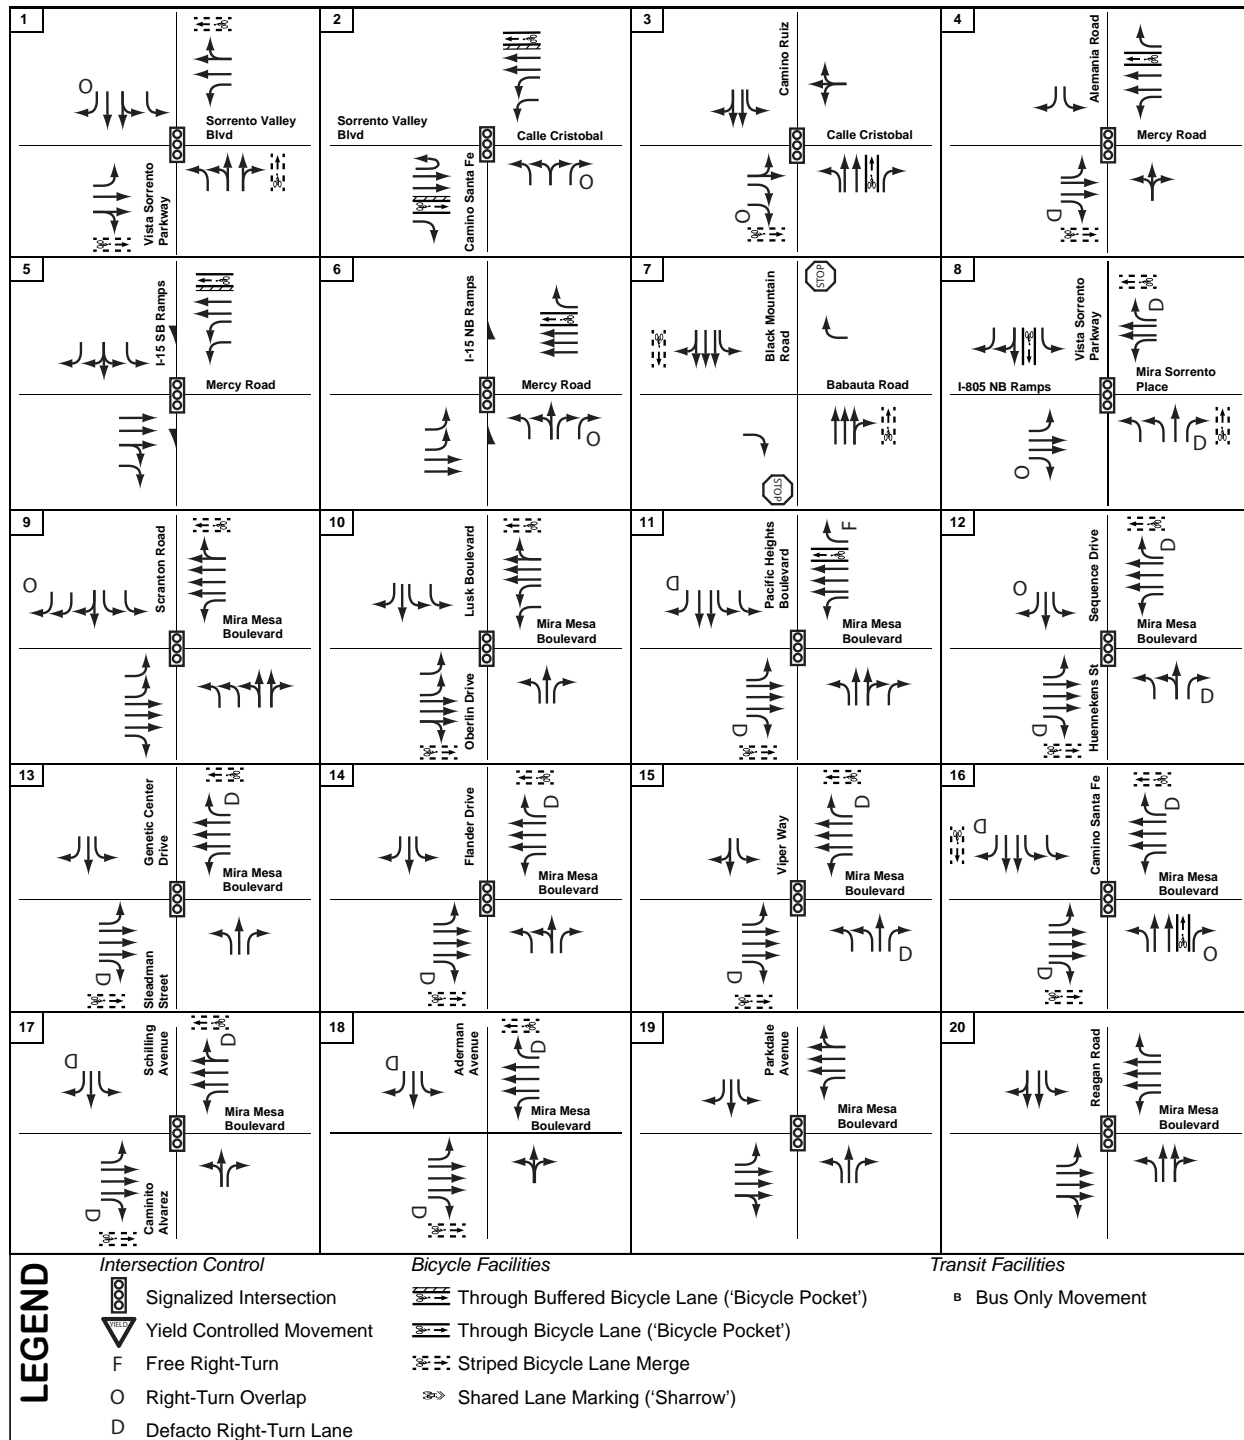 1
O
Sorrento Valley
Blvd
Vista Sorrento
Parkway
2
Sorrento Valley
Blvd
Calle Cristobal
Camino Santa Fe
O
3
Camino Ruiz
Calle Cristobal
O
4
Alemania Road
Mercy Road
D
5
I-15 SB Ramps
Mercy Road
6
I-15 NB Ramps
Mercy Road
O
7
Black Mountain
Road
STOP
Babauta Road
STOP
8
Vista Sorrento
Parkway
D
I-805 NB Ramps
Mira Sorrento
Place
O
D
9
Scranton Road
O
Mira Mesa
Boulevard
10
Lusk Boulevard
Mira Mesa
Boulevard
Oberlin Drive
11
Pacific Heights
Boulevard
F
D
Mira Mesa
Boulevard
D
12
Sequence Drive
D
O
Mira Mesa
Boulevard
Huennekens St
D
D
13
Genetic Center
Drive
D
Mira Mesa
Boulevard
Sleadman
Street
D
14
Flander Drive
D
Mira Mesa
Boulevard
D
15
Viper Way
D
Mira Mesa
Boulevard
D
D
16
Camino Santa Fe
D
D
Mira Mesa
Boulevard
D
O
17
Schilling
Avenue
D
D
Mira Mesa
Boulevard
Caminito
Alvarez
D
18
Aderman
Avenue
D
D
Mira Mesa
Boulevard
D
19
Parkdale
Avenue
Mira Mesa
Boulevard
20
Reagan Road
Mira Mesa
Boulevard
LEGEND
Intersection Control
Signalized Intersection
YIELD
Yield Controlled Movement
F Free Right-Turn
O Right-Turn Overlap
D Defacto Right-Turn Lane
Bicycle Facilities
Through Buffered Bicycle Lane ('Bicycle Pocket')
Through Bicycle Lane ('Bicycle Pocket')
Striped Bicycle Lane Merge
Shared Lane Marking ('Sharrow')
Transit Facilities
B Bus Only Movement